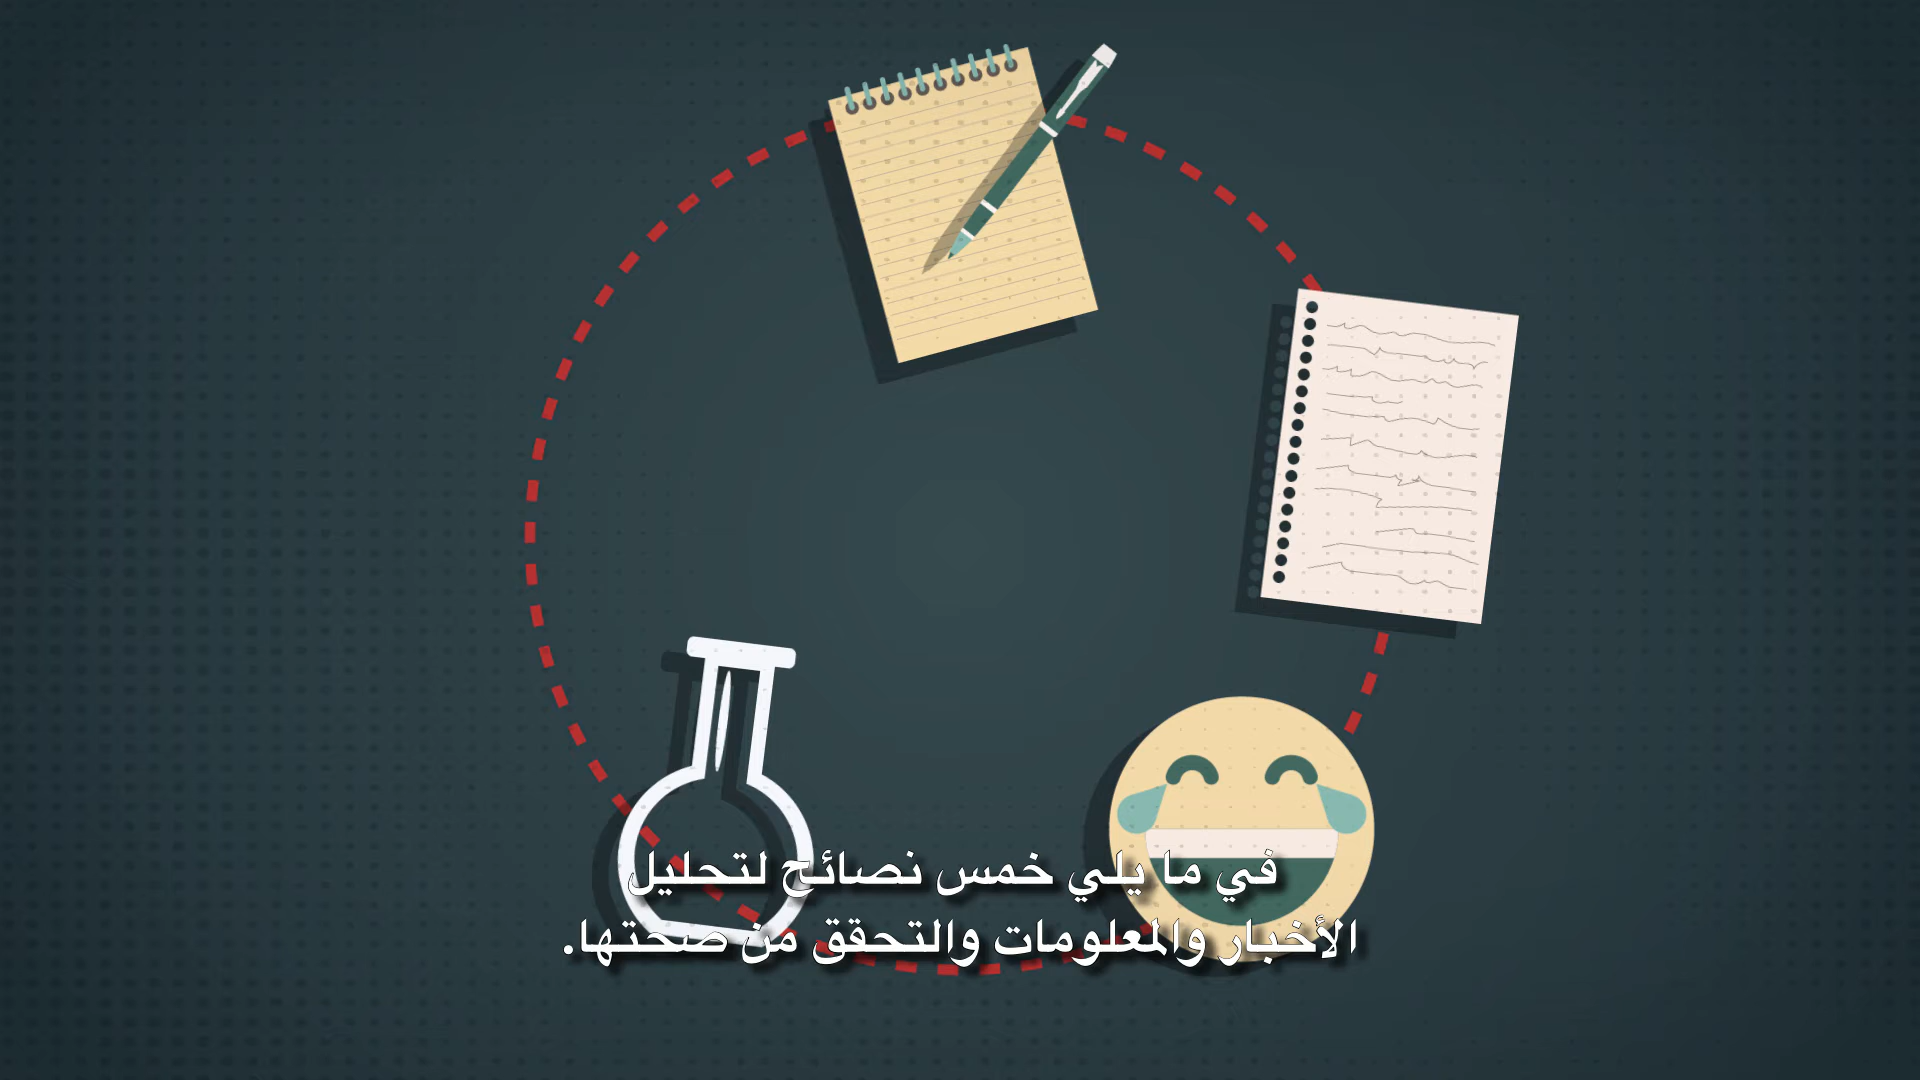 في ما يلي خمس نصائح لتحليل
الأخبار والمعلومات والتحقق من صحتها.